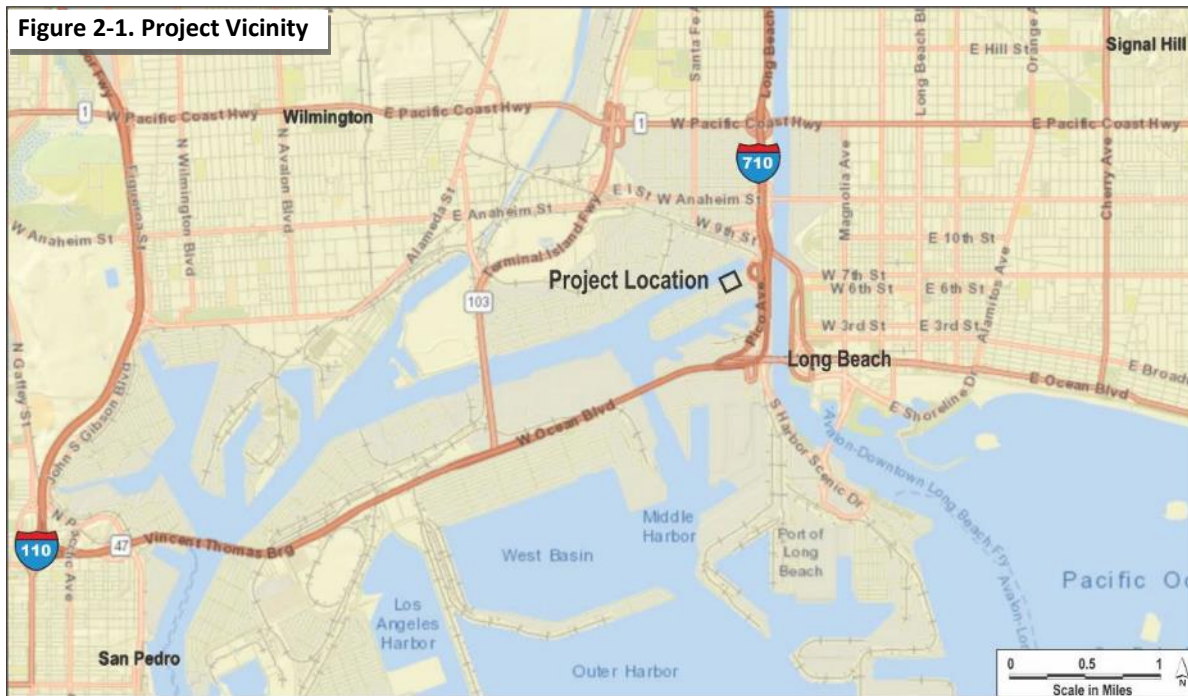 Figure 2-1. Project Vicinity
Signal Hill
E Hill St
Orange A
Long Beach Bl
Santa Fe A
Long Beach
or Fwy
1
W Pacific Coast Hwy
Wilmington
E Pacific Coast Hwy
1
W Pacific Coast Hwy
E Pacific Coast Hwy
710
N Wilmington Blvd
N Avalon Blvd
Figueroa St
Alameda St
Magnolia Ave
Cherry Ave
E I St
W Anaheim St
E Anaheim St
W Anaheim St
W 9th St
E 10th St
Terminal Island Fwy
Project Location
W 7th St
W 6th St
E 6th St
Alamitos Ave
103
Pico Ave
W 3rd St
E 3rd St
N Gaffey St
John S Gibson Blvd
Long Beach
E Broad
E Ocean Blvd
E Shoreline Dr
W Ocean Blvd
S Harbor Scenic Dr
Avalon-Downtown Long Beach Fry
N Pacific Ave
110
47
Vincent Thomas Brg
Middle
Harbor
West Basin
Port of
Long
Beach
Pacific Oc
Avalon-Lon
Los
Angeles
Harbor
San Pedro
Outer Harbor
0 0.5 1
Scale in Miles
N